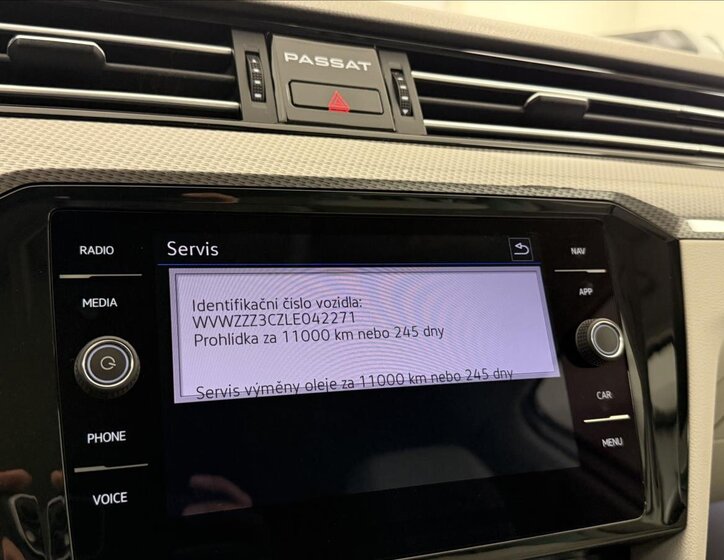 PASSAT
RADIO
MEDIA
PHONE
VOICE
Servis
Identifikační číslo vozidla:
WVWZZZ3CZLE042271
Prohlídka za 11000 km nebo 245 dny
Servis výměny oleje za 11000 km nebo 245 dny
NAV
APP
CAR
MENU